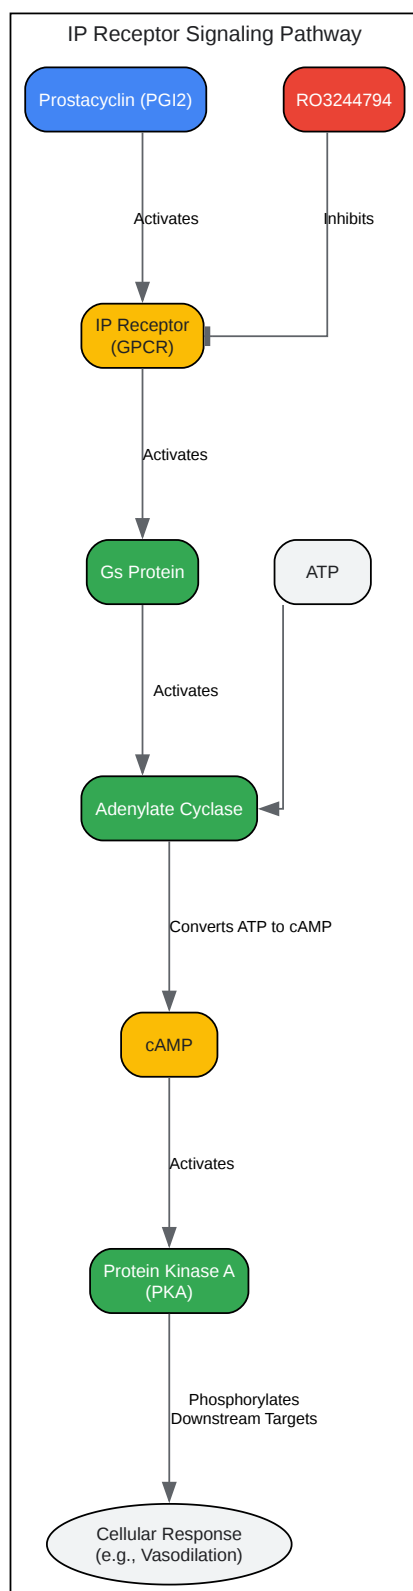 IP Receptor Signaling Pathway
Prostacyclin (PGI2)
RO3244794
Activates
Inhibits
IP Receptor
(GPCR)
Activates
Gs Protein
ATP
Activates
Adenylate Cyclase
Converts ATP to cAMP
cAMP
Activates
Protein Kinase A
(PKA)
Phosphorylates
Downstream Targets
Cellular Response
(e.g., Vasodilation)